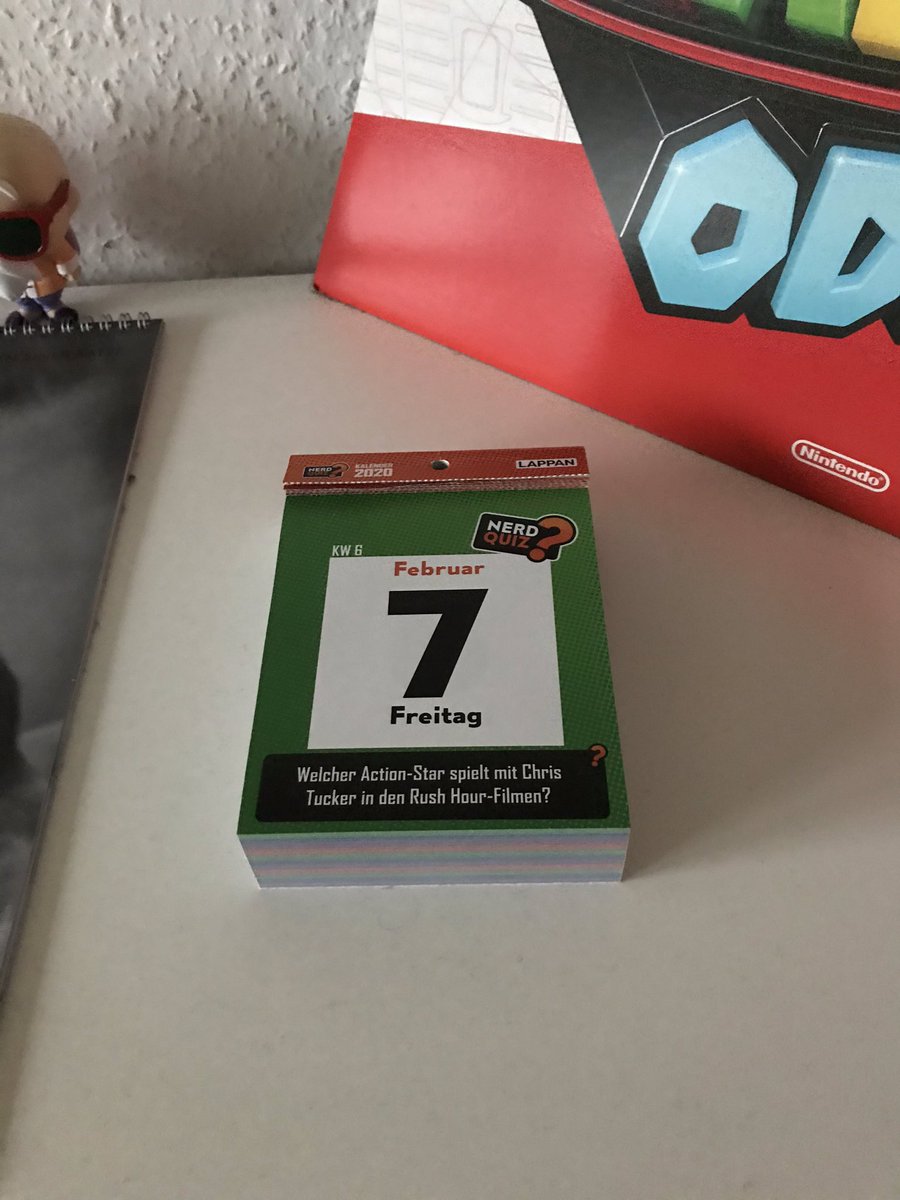 OD
Nintendo
NERD
QUIZ
KALENDER
2020
LAPPAN
NERD
QUIZ
KW 6
Februar
7
Freitag
Welcher Action-Star spielt mit Chris
Tucker in den Rush Hour-Filmen?